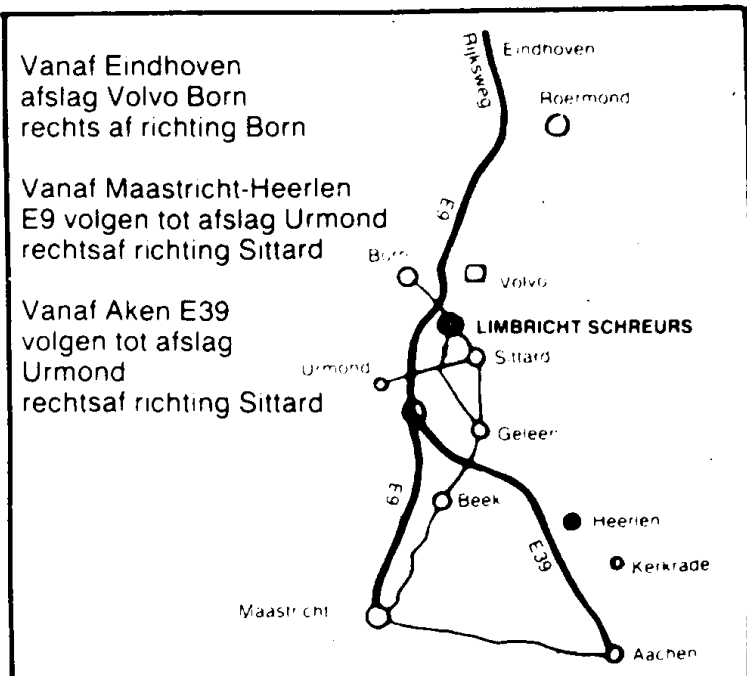 Vanaf Eindhoven
afslag Volvo Born
rechts af richting Born
Vanaf Maastricht-Heerlen
E9 volgen tot afslag Urmond
rechtsaf richting Sittard
Vanaf Aken E39
volgen tot afslag
Urmond
rechtsaf richting Sittard
Eindhoven
Rijksweg
Roermond
E9
Born
Volvo
LIMBRICHT SCHREURS
Sittard
Urmond
Geleen
E9
Beek
Heerlen
E39
Kerkrade
Maastricht
Aachen